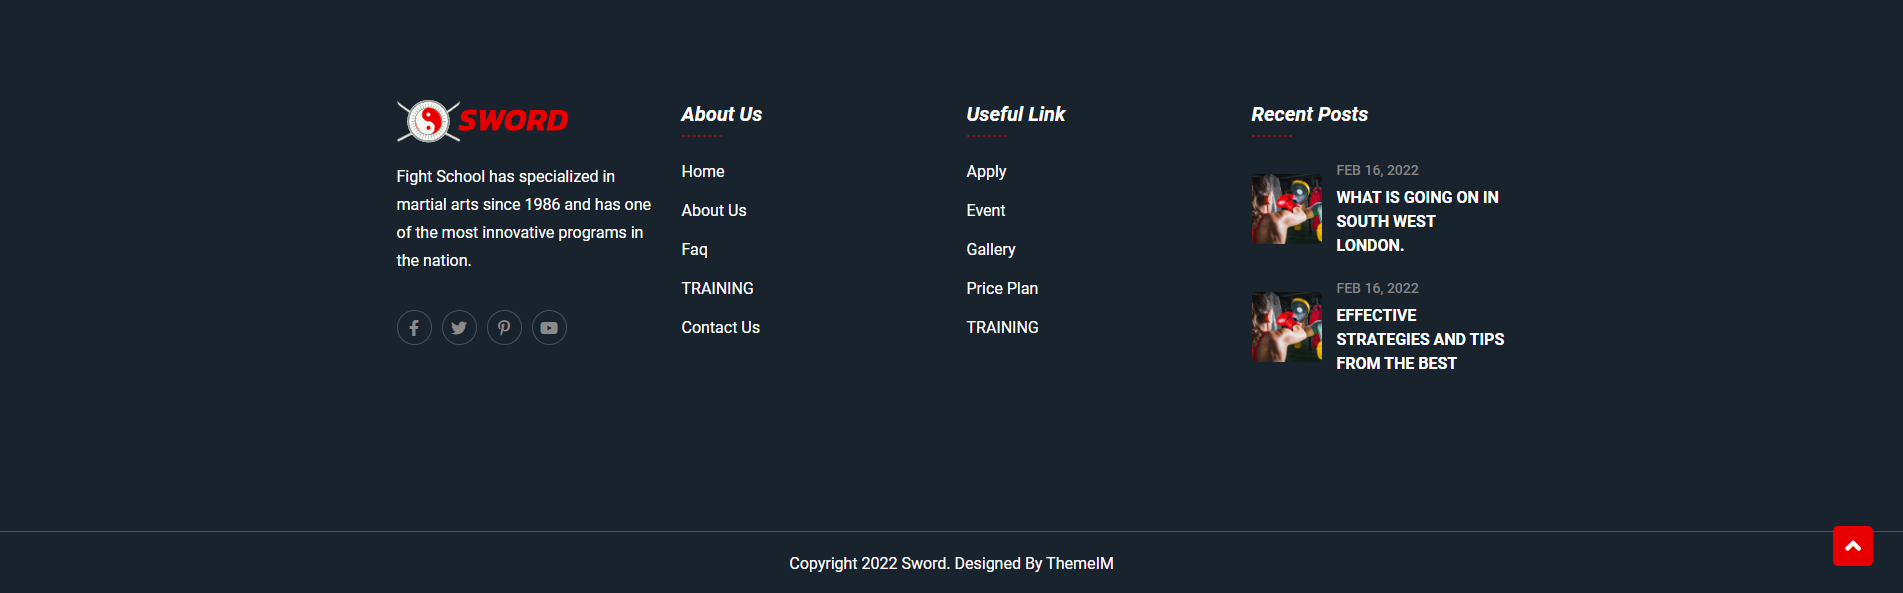 SWORD
Fight School has specialized in
martial arts since 1986 and has one
of the most innovative programs in
the nation.
About Us
Home
About Us
Faq
TRAINING
Contact Us
Useful Link
Apply
Event
Gallery
Price Plan
TRAINING
Recent Posts
FEB 16, 2022
WHAT IS GOING ON IN
SOUTH WEST
LONDON.
FEB 16, 2022
EFFECTIVE
STRATEGIES AND TIPS
FROM THE BEST
Copyright 2022 Sword. Designed By ThemeIM